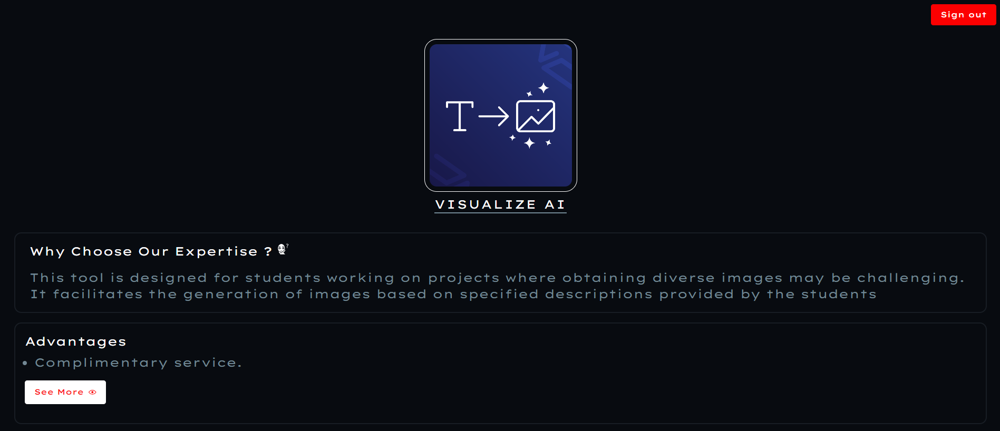 Sign out
T
VISUALIZE AI
Why Choose Our Expertise ?
This tool is designed for students working on projects where obtaining diverse images may be challenging.
It facilitates the generation of images based on specified descriptions provided by the students
Advantages
• Complimentary service.
See More